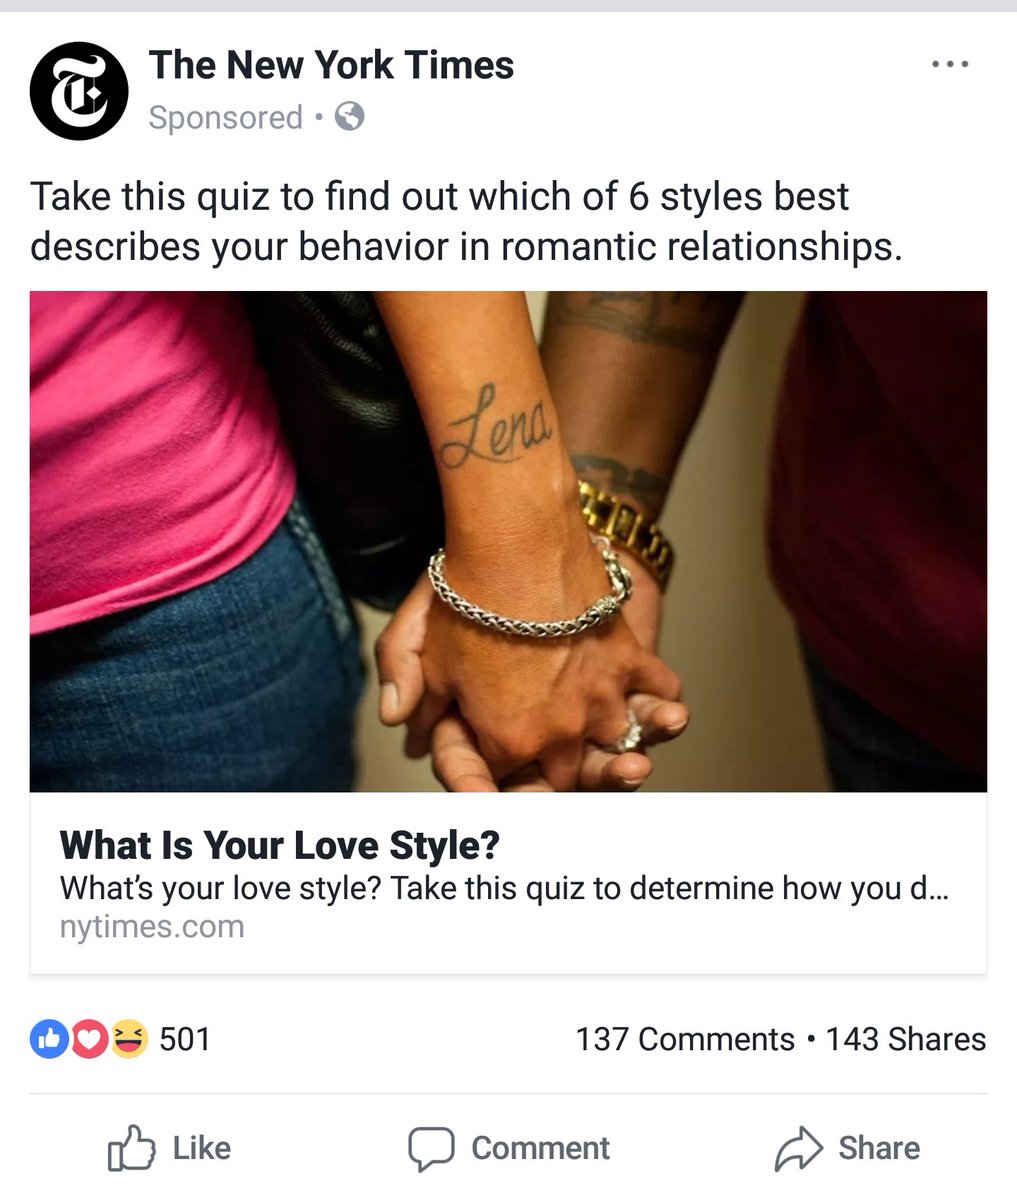 The New York Times
Sponsored •
Take this quiz to find out which of 6 styles best
describes your behavior in romantic relationships.
Lena
What Is Your Love Style?
What's your love style? Take this quiz to determine how you d...
nytimes.com
501 137 Comments • 143 Shares
Like Comment Share